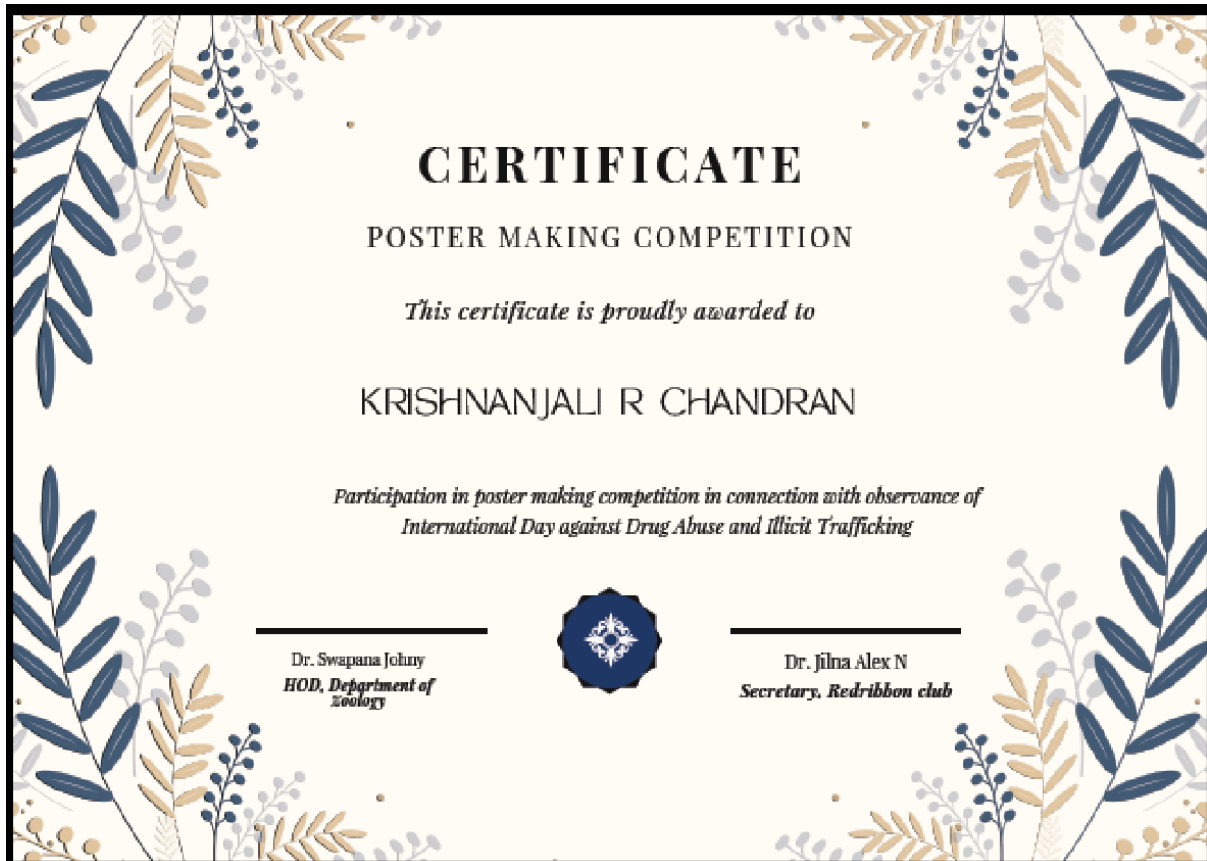 CERTIFICATE
POSTER MAKING COMPETITION
This certificate is proudly awarded to
KRISHNANJALI R CHANDRAN
Participation in poster making competition in connection with observance of
International Day against Drug Abuse and Illicit Trafficking
Dr. Swapana Johny
HOD, Department of
Zoology
Dr. Jilna Alex N
Secretary, Redribbon club